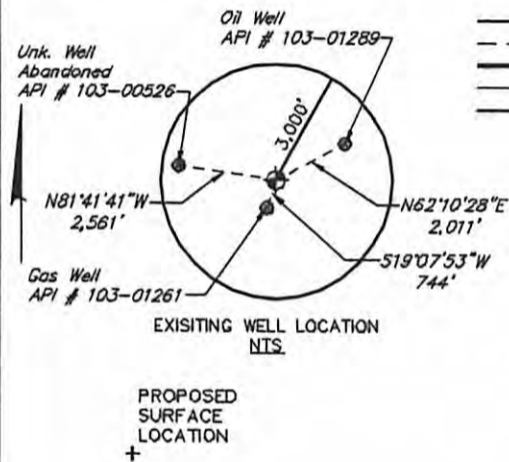 Oil Well
API # 103-01289
Unk. Well
Abandoned
API # 103-00526
3,000'
N81°41'41"W
2,561'
N62°10'28"E
2,011'
S19°07'53"W
744'
Gas Well
API # 103-01261
EXISITING WELL LOCATION
NTS
PROPOSED
SURFACE
LOCATION